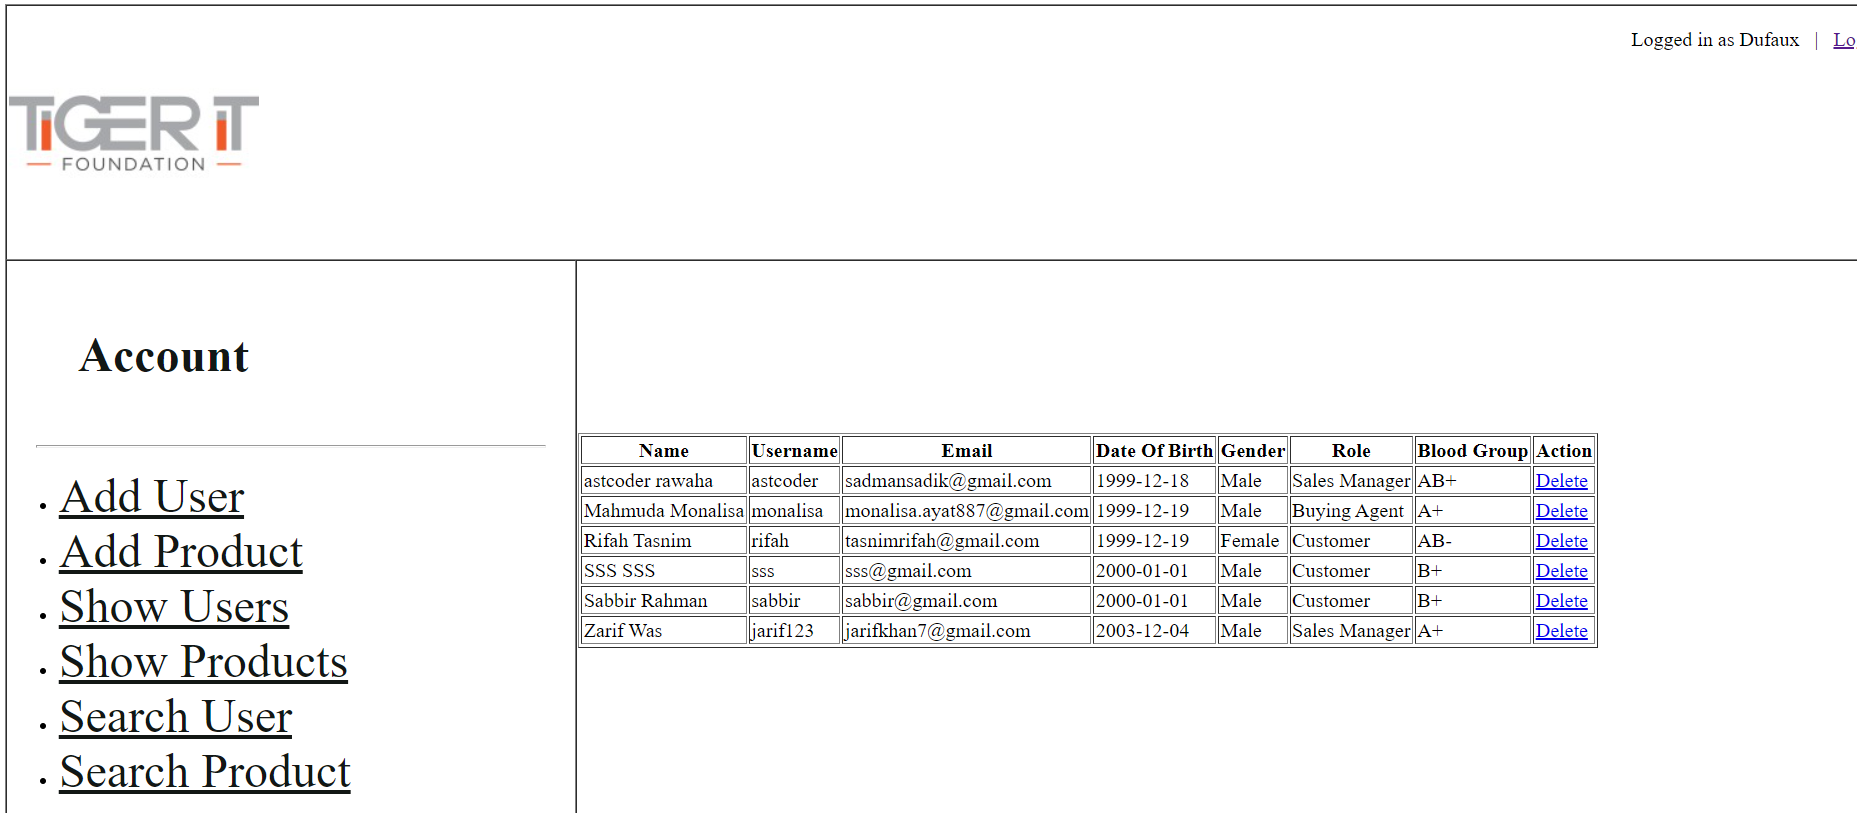 Logged in as Dufaux | Lo
TiGER iT
FOUNDATION
Account
Add User
Add Product
Show Users
Show Products
Search User
Search Product
Name Username Email Date Of Birth Gender Role Blood Group Action
astcoder rawaha astcoder sadmansadik@gmail.com 1999-12-18 Male Sales Manager AB+ Delete
Mahmuda Monalisa monalisa monalisa.ayat887@gmail.com 1999-12-19 Male Buying Agent A+ Delete
Rifah Tasnim rifah tasnimrifah@gmail.com 1999-12-19 Female Customer AB- Delete
SSS SSS sss sss@gmail.com 2000-01-01 Male Customer B+ Delete
Sabbir Rahman sabbir sabbir@gmail.com 2000-01-01 Male Customer B+ Delete
Zarif Was jarif123 jarifkhan7@gmail.com 2003-12-04 Male Sales Manager A+ Delete